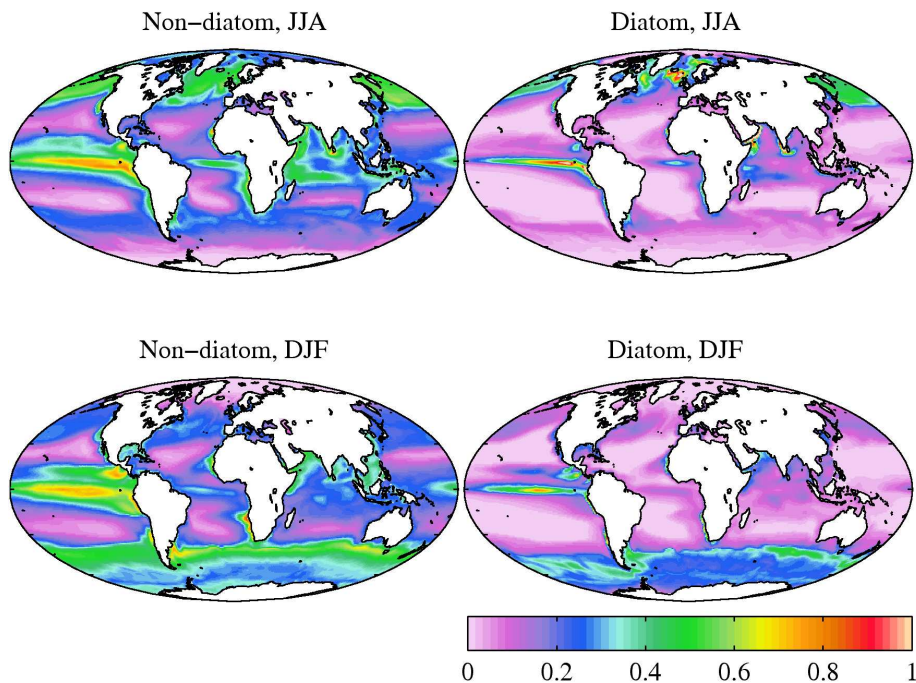 Non−diatom, JJA
Diatom, JJA
Non−diatom, DJF
Diatom, DJF
0 0.2 0.4 0.6 0.8 1